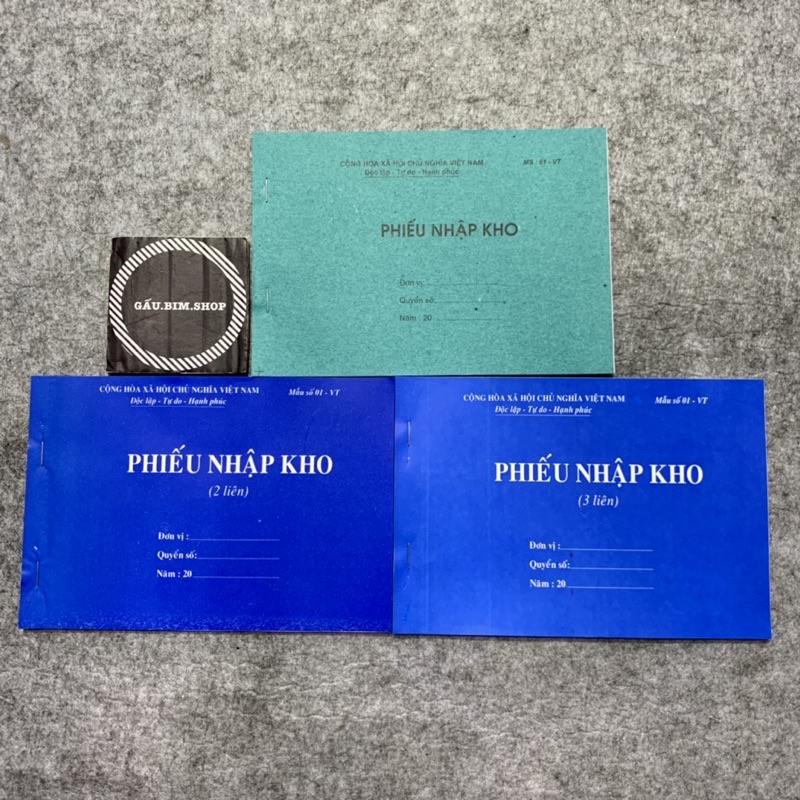 CỘNG HÒA XÃ HỘI CHỦ NGHĨA VIỆT NAM
MS : 01 - VT
Độc lập - Tự do - Hạnh phúc
PHIẾU NHẬP KHO
Đơn vị:
Quyển số:
Năm : 20
GẤU.BIM.SHOP
CỘNG HÒA XÃ HỘI CHỦ NGHĨA VIỆT NAM
Mẫu số 01 - VT
Độc lập - Tự do - Hạnh phúc
PHIẾU NHẬP KHO
(2 liên)
Đơn vị :
Quyển số:
Năm : 20
CỘNG HÒA XÃ HỘI CHỦ NGHĨA VIỆT NAM
Mẫu số 01 - VT
Độc lập - Tự do - Hạnh phúc
PHIẾU NHẬP KHO
(3 liên)
Đơn vị :
Quyển số:
Năm : 20